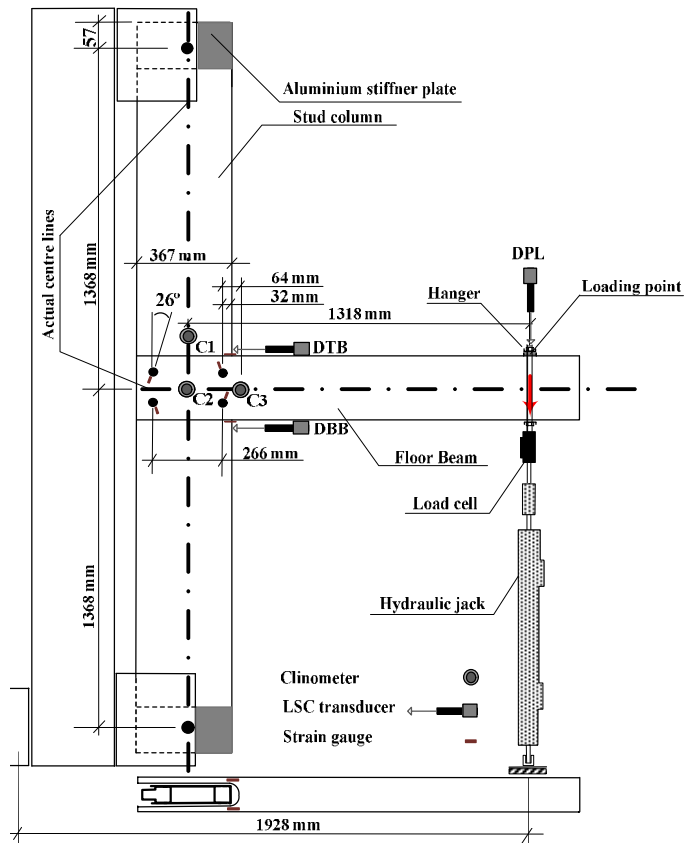 57
Aluminium stiffner plate
Stud column
Actual centre lines
1368 mm
367 mm
64 mm
32 mm
26°
1318 mm
DPL
Hanger
Loading point
C1
DTB
C2
C3
DBB
266 mm
Floor Beam
Load cell
1368 mm
Hydraulic jack
Clinometer
LSC transducer
Strain gauge
1928 mm